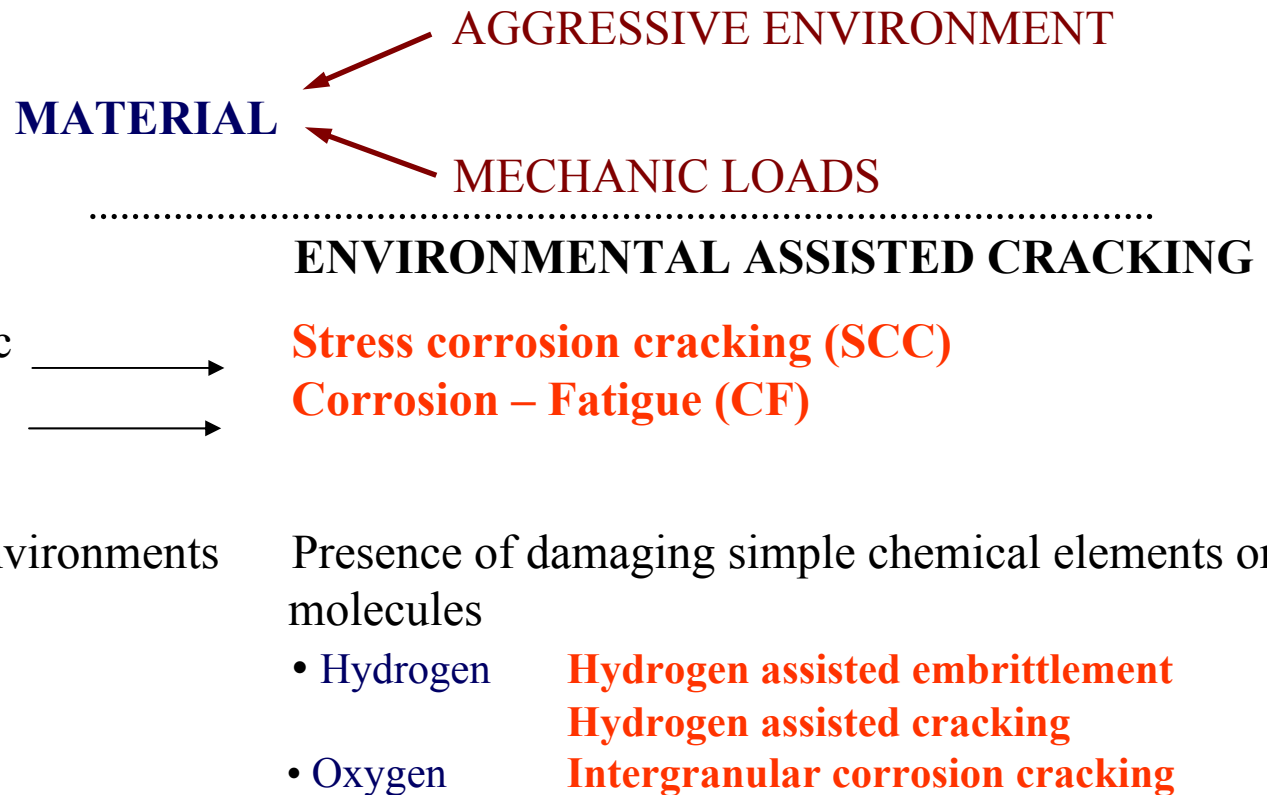 AGGRESSIVE ENVIRONMENT
MATERIAL
MECHANIC LOADS
ENVIRONMENTAL ASSISTED CRACKING
c Stress corrosion cracking (SCC)
Corrosion – Fatigue (CF)
vironments Presence of damaging simple chemical elements or
molecules
• Hydrogen Hydrogen assisted embrittlement
Hydrogen assisted cracking
• Oxygen Intergranular corrosion cracking